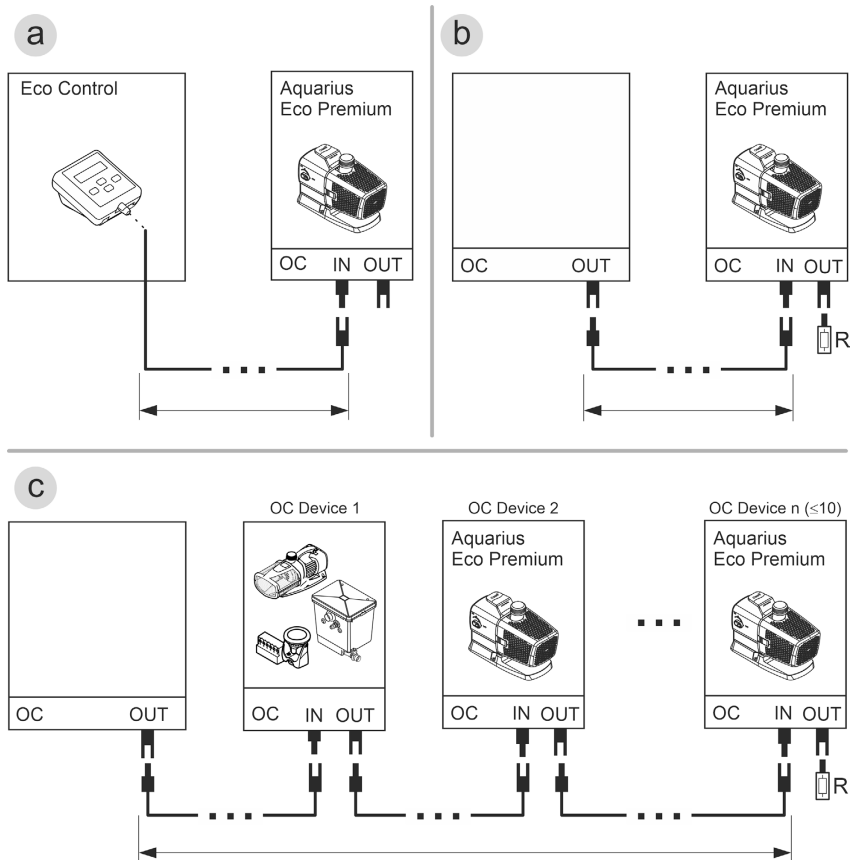 a
Eco Control
Aquarius
Eco Premium
OC IN OUT
b
Aquarius
Eco Premium
OC OUT
OC IN OUT
R
c
OC Device 1
OC Device 2
OC Device n (≤10)
Aquarius
Eco Premium
Aquarius
Eco Premium
OC OUT
OC IN OUT
OC IN OUT
OC IN OUT
R